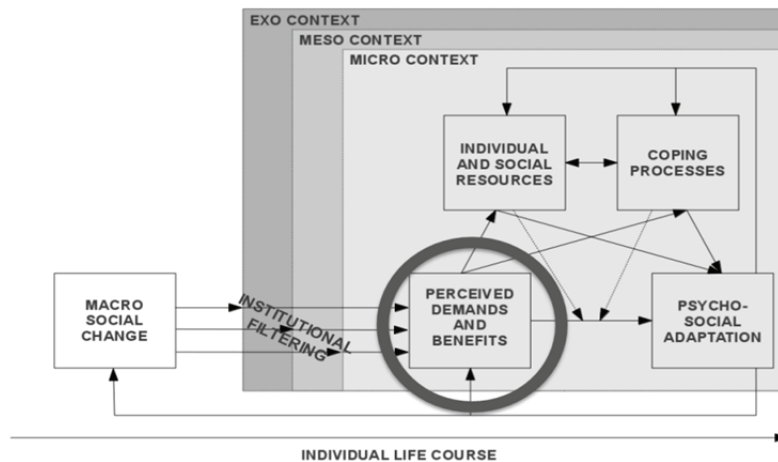 EXO CONTEXT
MESO CONTEXT
MICRO CONTEXT
INDIVIDUAL
AND SOCIAL
RESOURCES
COPING
PROCESSES
MACRO
SOCIAL
CHANGE
INSTITUTIONAL
FILTERING
PERCEIVED
DEMANDS
AND
BENEFITS
PSYCHO-
SOCIAL
ADAPTATION
INDIVIDUAL LIFE COURSE